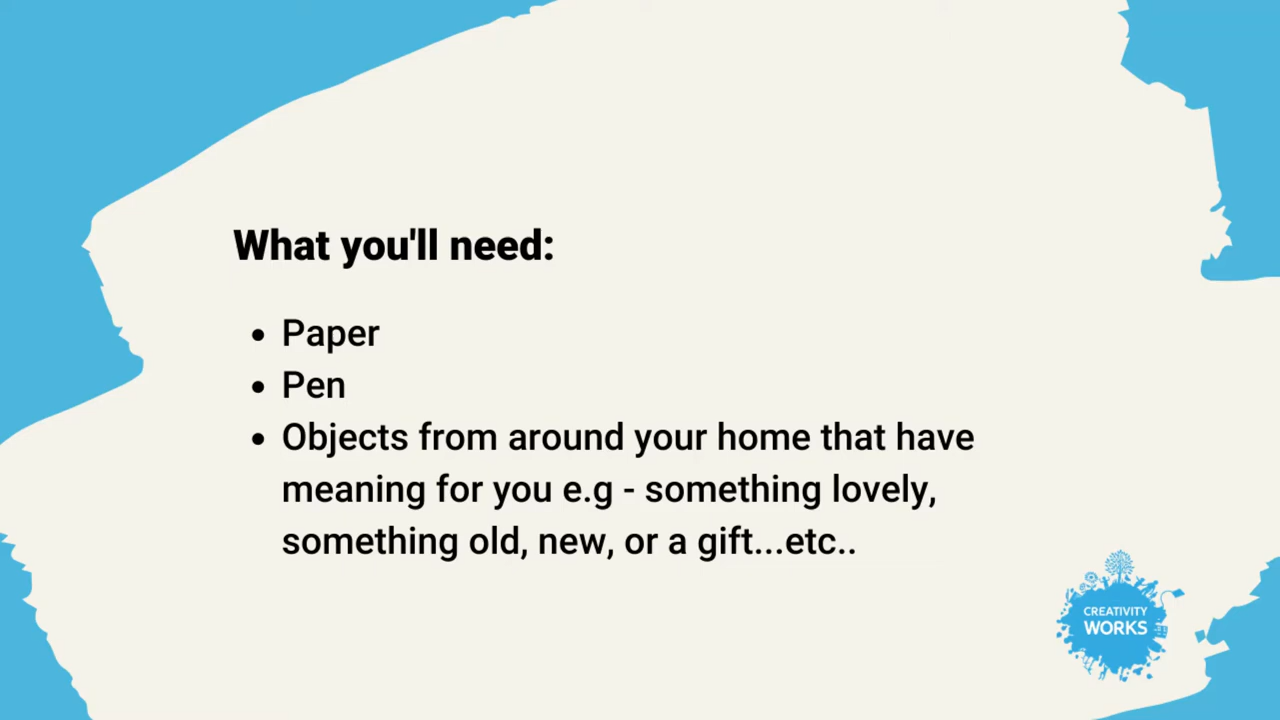 What you'll need:
• Paper
• Pen
• Objects from around your home that have
meaning for you e.g - something lovely,
something old, new, or a gift...etc..
CREATIVITY
WORKS